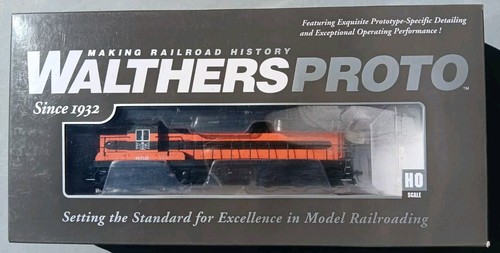 Featuring Exquisite Prototype-Specific Detailing
and Exceptional Operating Performance !
MAKING RAILROAD HISTORY
WALTHERSPROTO™
Since 1932
HO
SCALE
Setting the Standard for Excellence in Model Railroading